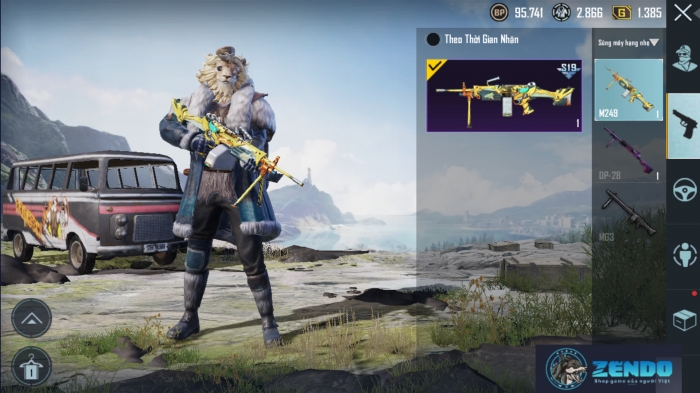 BP 95.741 2.866 G 1.385
Theo Thời Gian Nhận
Súng máy hạng nhẹ
S19
1
M249 1
DP-28 1
MG3
ZENDO
Shop game của người Việt